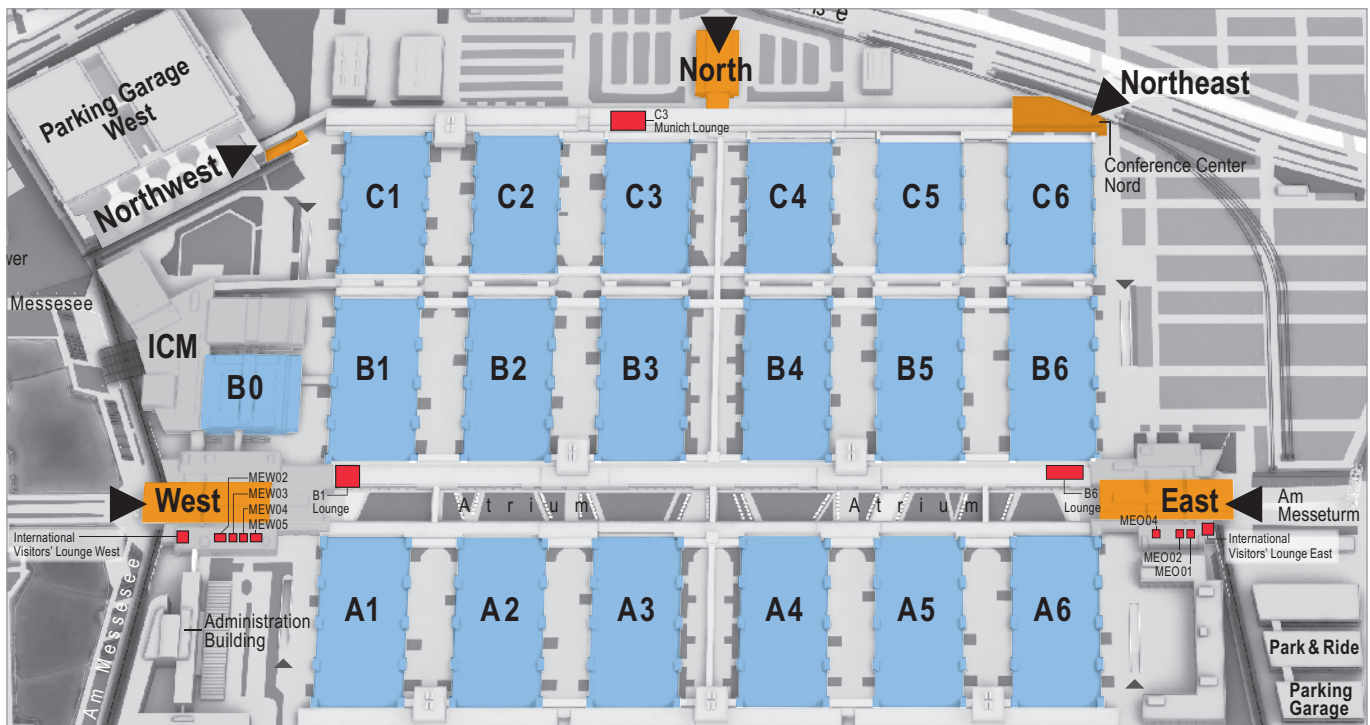 North
Northeast
Parking Garage
West
C3
Munich Lounge
Northwest
Conference Center
Nord
C1
C2
C3
C4
C5
C6
Messesee
ICM
B0
B1
B2
B3
B4
B5
B6
MEW02
MEW03
MEW04
MEW05
West
B1
Lounge
Atrium
Atrium
B6
Lounge
East
Am
Messeturm
International
Visitors' Lounge West
MEO04
MEO02
MEO01
International
Visitors' Lounge East
A1
A2
A3
A4
A5
A6
Administration
Building
Am Messesee
Park & Ride
Parking
Garage